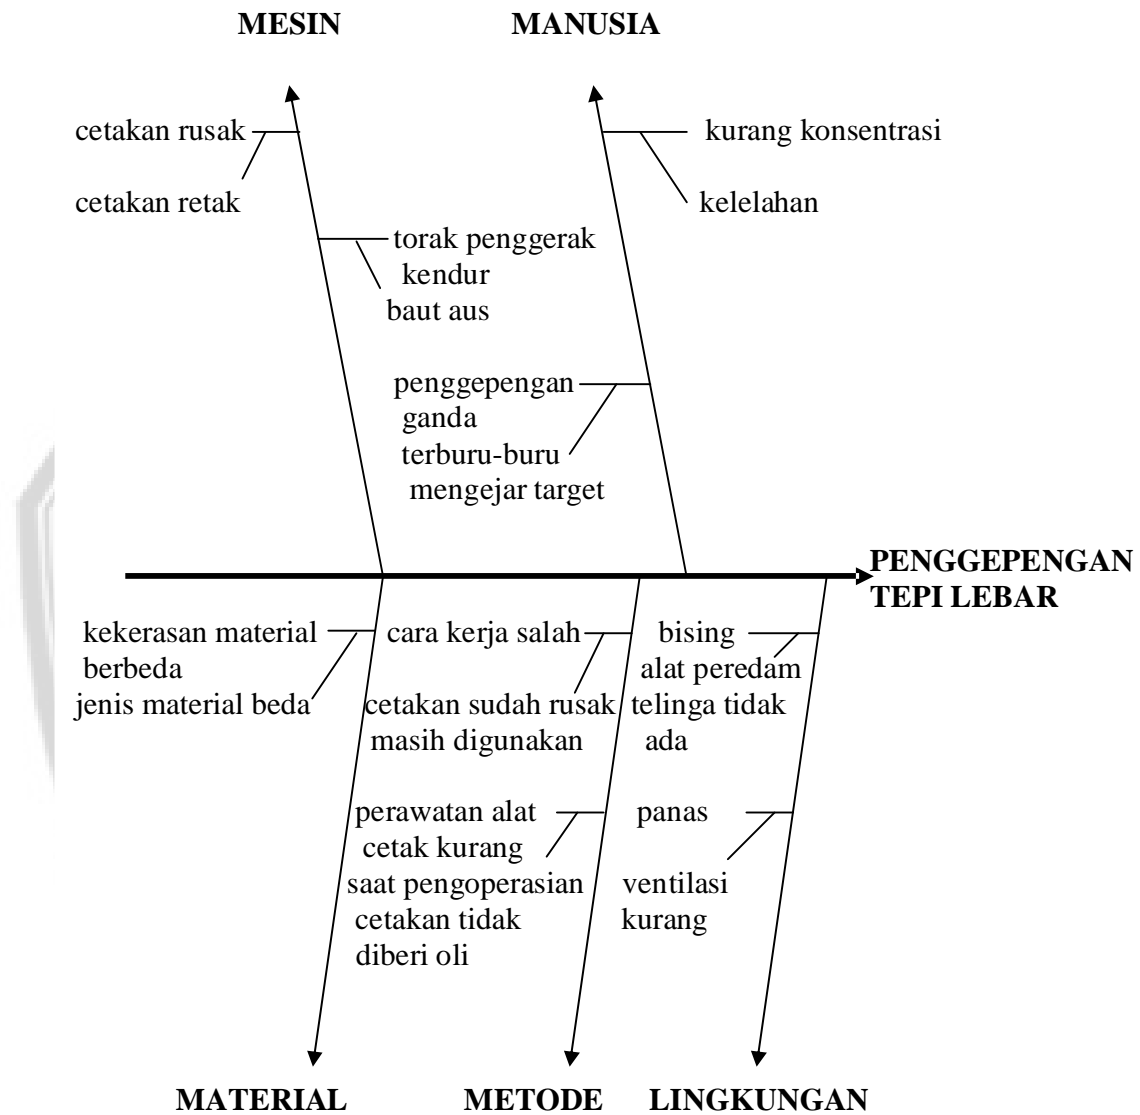 MESIN
MANUSIA
cetakan rusak
kurang konsentrasi
cetakan retak
kelelahan
torak penggerak
kendur
baut aus
penggepengan
ganda
terburu-buru
mengejar target
PENGGEPENGAN
TEPI LEBAR
kekerasan material
berbeda
jenis material beda
cara kerja salah
cetakan sudah rusak
masih digunakan
bising
alat peredam
telinga tidak
ada
perawatan alat
cetak kurang
saat pengoperasian
cetakan tidak
diberi oli
panas
ventilasi
kurang
MATERIAL
METODE
LINGKUNGAN